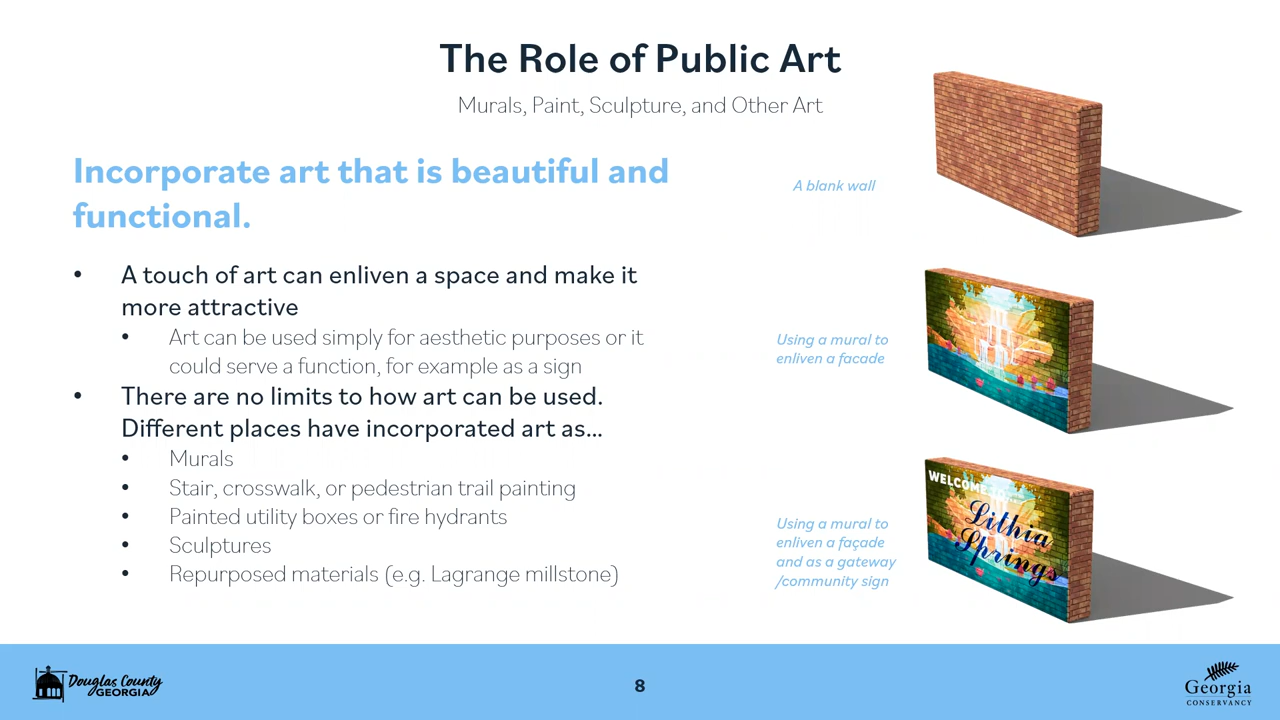 The Role of Public Art
Murals, Paint, Sculpture, and Other Art
Incorporate art that is beautiful and
functional.
• A touch of art can enliven a space and make it
more attractive
• Art can be used simply for aesthetic purposes or it
could serve a function, for example as a sign
• There are no limits to how art can be used.
Different places have incorporated art as...
• Murals
• Stair, crosswalk, or pedestrian trail painting
• Painted utility boxes or fire hydrants
• Sculptures
• Repurposed materials (e.g. Lagrange millstone)
A blank wall
Using a mural to
enliven a facade
Using a mural to
enliven a façade
and as a gateway
/community sign
WELCOME TO
Lithia
Springs
Douglas County
GEORGIA
8
Georgia
CONSERVANCY